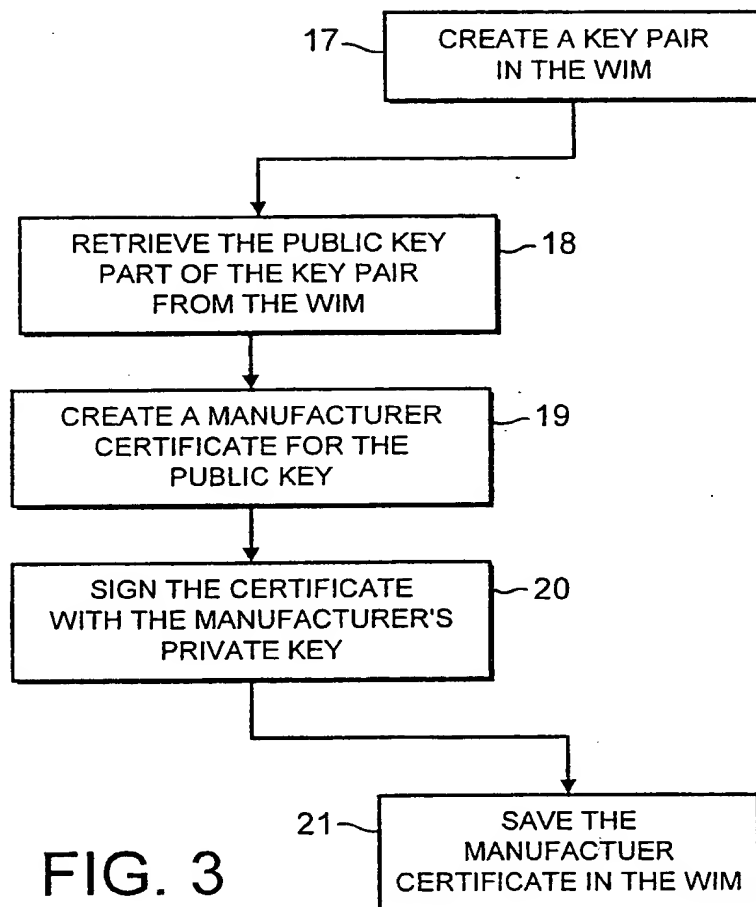 17
CREATE A KEY PAIR
IN THE WIM
RETRIEVE THE PUBLIC KEY
PART OF THE KEY PAIR
FROM THE WIM
18
CREATE A MANUFACTURER
CERTIFICATE FOR THE
PUBLIC KEY
19
SIGN THE CERTIFICATE
WITH THE MANUFACTURER'S
PRIVATE KEY
20
21
SAVE THE
MANUFACTUER
CERTIFICATE IN THE WIM
FIG. 3